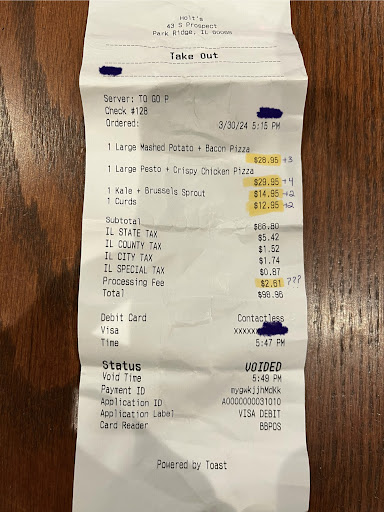 Holt's
43 S Prospect
Park Ridge, IL 60068
Take Out
Server: TO GO P
Check #128
Ordered: 3/30/24 5:15 PM
1 Large Mashed Potato + Bacon Pizza
$28.95 +3
1 Large Pesto + Crispy Chicken Pizza
$29.95 +4
1 Kale + Brussels Sprout $14.95 +2
1 Curds $12.95 +2
Subtotal $86.80
IL STATE TAX $5.42
IL COUNTY TAX $1.52
IL CITY TAX $1.74
IL SPECIAL TAX $0.87
Processing Fee $2.61 ???
Total $98.96
Debit Card Contactless
Visa xxxxxx
Time 5:47 PM
Status VOIDED
Void Time 5:49 PM
Payment ID mygwkjjhMcKk
Application ID A0000000031010
Application Label VISA DEBIT
Card Reader BBPOS
Powered by Toast